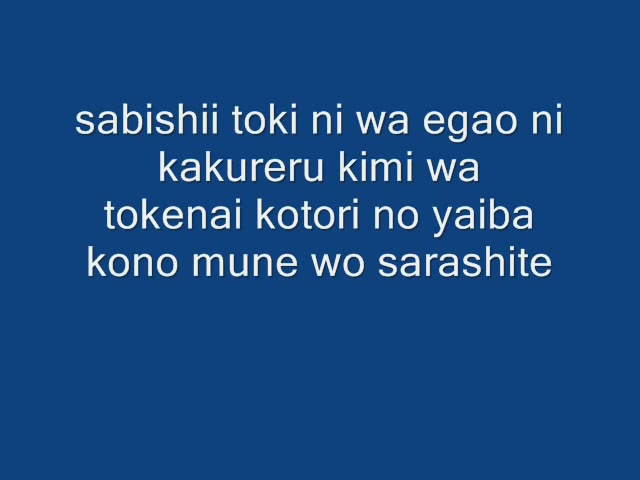 sabishii toki ni wa egao ni
kakureru kimi wa
tokenai kotori no yaiba
kono mune wo sarashite